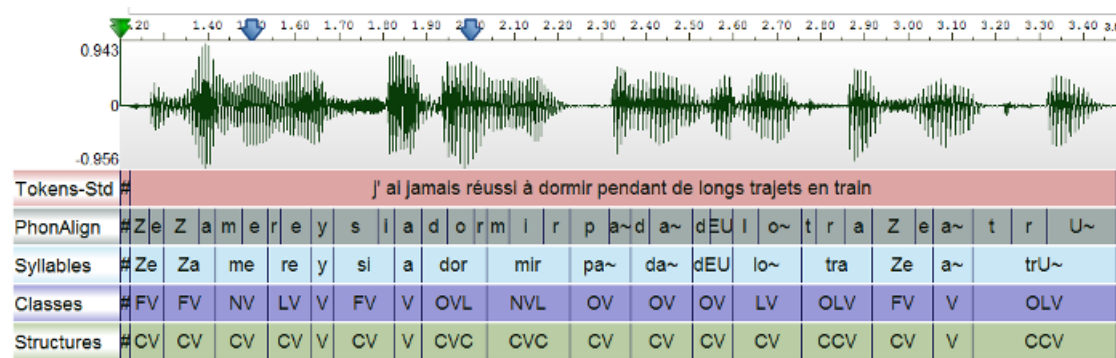 .20 1.40 1.50 1.60 1.70 1.80 1.90 2.00 2.10 2.20 2.30 2.40 2.50 2.60 2.70 2.80 2.90 3.00 3.10 3.20 3.30 3.40
0.943
0
-0.956
Tokens-Std # j' ai jamais réussi à dormir pendant de longs trajets en train
PhonAlign # Z e Z a m e r e y s i a d o r m i r p a~ d a~ d EU l o~ t r a Z e a~ t r U~
Syllables # Ze Za me re y si a dor mir pa~ da~ dEU lo~ tra Ze a~ trU~
Classes # FV FV NV LV V FV V OVL NVL OV OV OV LV OLV FV V OLV
Structures # CV CV CV CV V CV V CVC CVC CV CV CV CV CCV CV V CCV